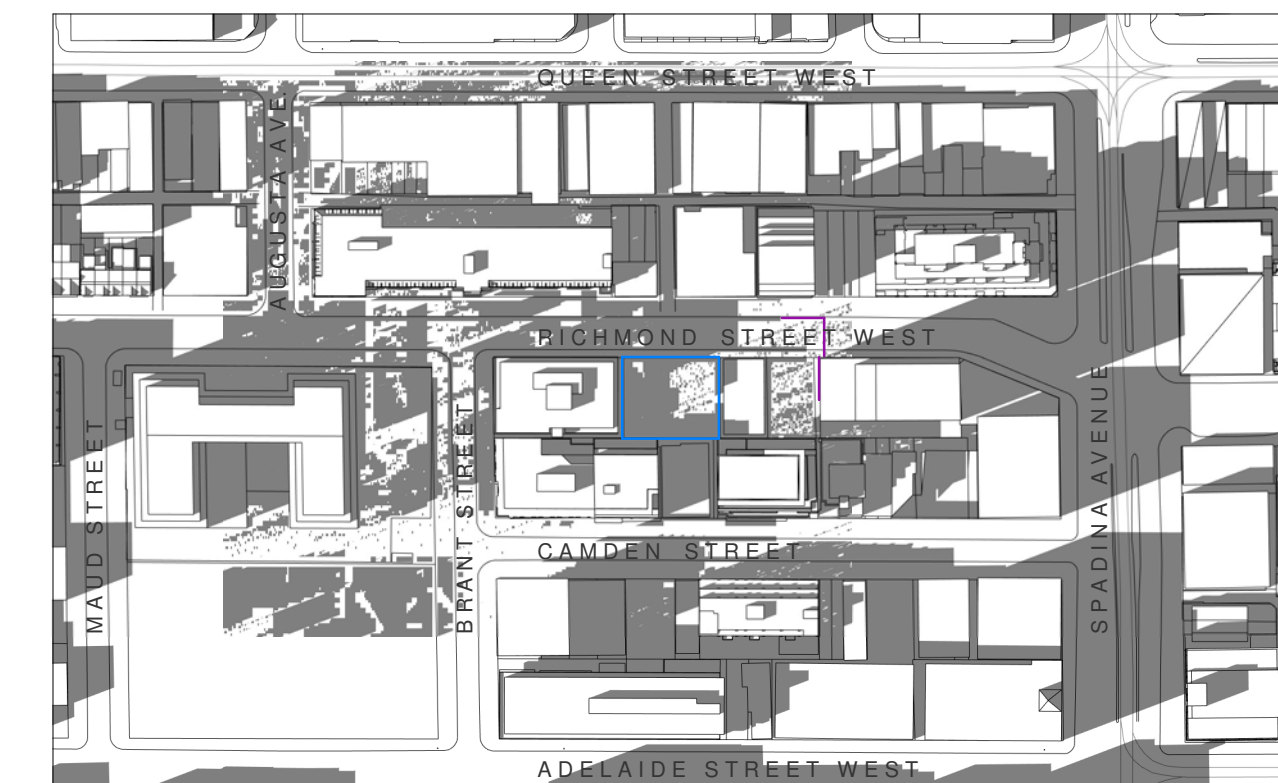 QUEEN STREET WEST
AUGUSTA AVE
RICHMOND STREET WEST
MAUD STREET
BRANT STREET
SPADINA AVENUE
CAMDEN STREET
ADELAIDE STREET WEST